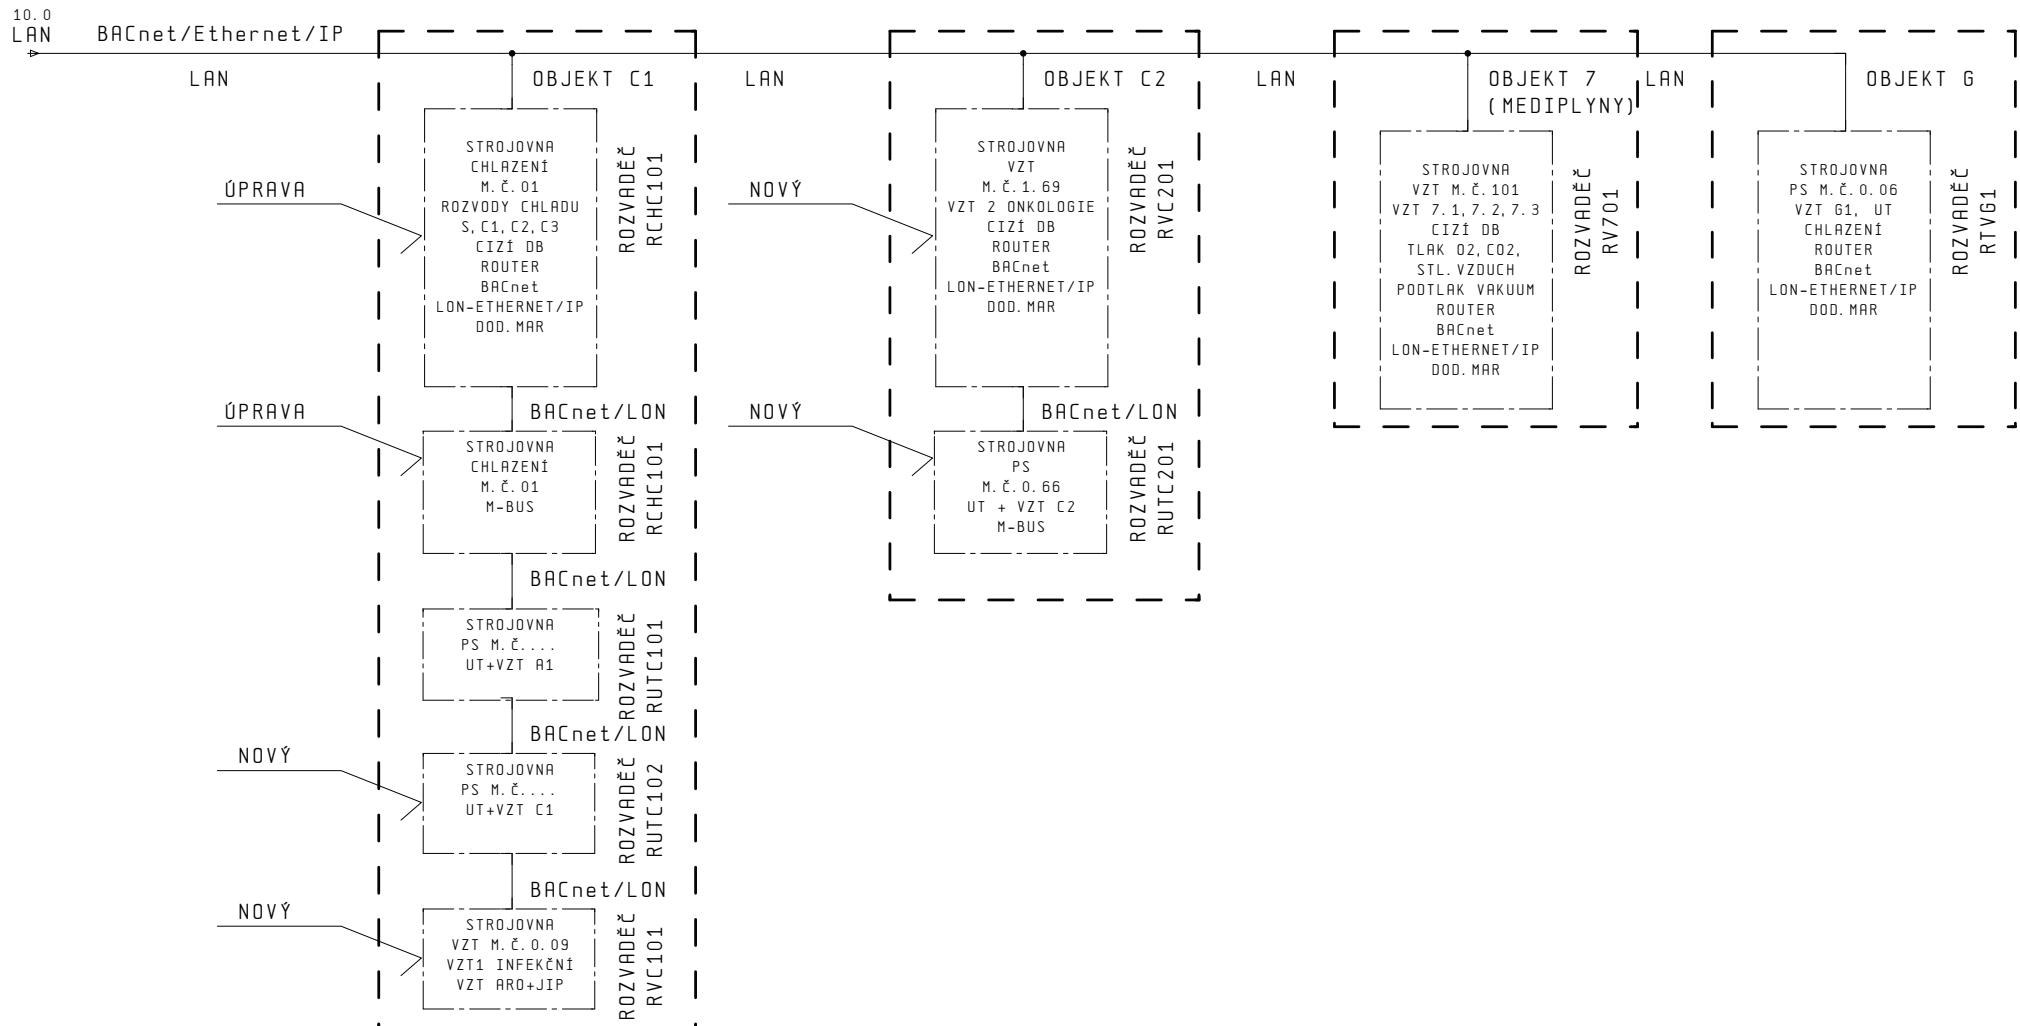 10.0
LAN
BACnet/Ethernet/IP
LAN
OBJEKT C1
STROJOVNA
CHLAZENÍ
M.Č.01
ROZVODY CHLADU
S,C1,C2,C3
CIZÍ DB
ROUTER
BACnet
LON-ETHERNET/IP
DOD.MAR
ROZVADĚČ
RCHC101
ÚPRAVA
BACnet/LON
ÚPRAVA
STROJOVNA
CHLAZENÍ
M.Č.01
M-BUS
ROZVADĚČ
RCHC101
BACnet/LON
STROJOVNA
PS M.Č....
UT+VZT A1
ROZVADĚČ
RUTC101
BACnet/LON
NOVÝ
STROJOVNA
PS M.Č....
UT+VZT C1
ROZVADĚČ
RUTC102
BACnet/LON
NOVÝ
STROJOVNA
VZT M.Č.0.09
VZT1 INFEKČNÍ
VZT ARO+JIP
ROZVADĚČ
RVC101
LAN
OBJEKT C2
NOVÝ
STROJOVNA
VZT
M.Č.1.69
VZT 2 ONKOLOGIE
CIZÍ DB
ROUTER
BACnet
LON-ETHERNET/IP
DOD.MAR
ROZVADĚČ
RVC201
BACnet/LON
NOVÝ
STROJOVNA
PS
M.Č.0.66
UT + VZT C2
M-BUS
ROZVADĚČ
RUTC201
LAN
OBJEKT 7
(MEDIPLYNY)
STROJOVNA
VZT M.Č.101
VZT 7.1,7.2,7.3
CIZÍ DB
TLAK O2,CO2,
STL.VZDUCH
PODTLAK VAKUUM
ROUTER
BACnet
LON-ETHERNET/IP
DOD.MAR
ROZVADĚČ
RV701
LAN
OBJEKT G
STROJOVNA
PS M.Č.0.06
VZT G1, UT
CHLAZENÍ
ROUTER
BACnet
LON-ETHERNET/IP
DOD.MAR
ROZVADĚČ
RTVG1